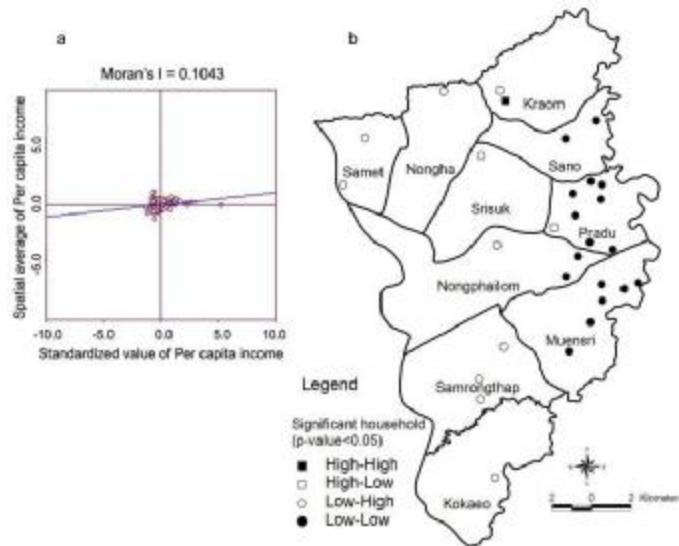 a
Moran's I = 0.1043
Spatial average of Per capita income
5.0
0.0
-5.0
-10.0 -5.0 0.0 5.0 10.0
Standardized value of Per capita income
b
Kraom
Sano
Samet
Nongha
Srisuk
Pradu
Nongphailom
Muensri
Samrongthap
Kokaeo
Legend
Significant household
(p-value<0.05)
High-High
High-Low
Low-High
Low-Low
2 0 2 Kilometer